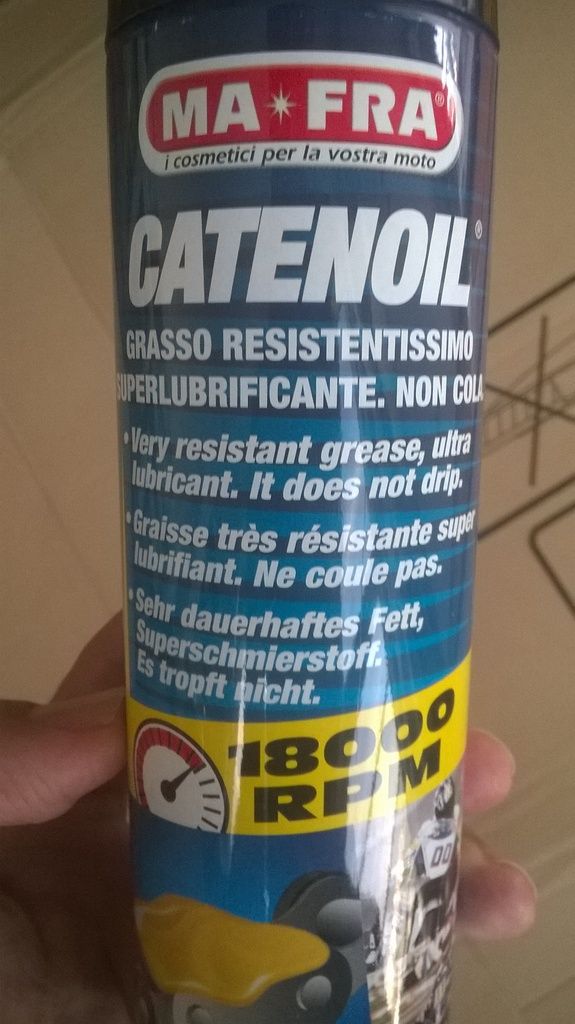 MA FRA®
i cosmetici per la vostra moto
CATENOIL®
GRASSO RESISTENTISSIMO
SUPERLUBRIFICANTE. NON COLA.
• Very resistant grease, ultra
lubricant. It does not drip.
• Graisse très résistante super
lubrifiant. Ne coule pas.
• Sehr dauerhaftes Fett,
Superschmierstoff.
Es tropft nicht.
18000
RPM
00